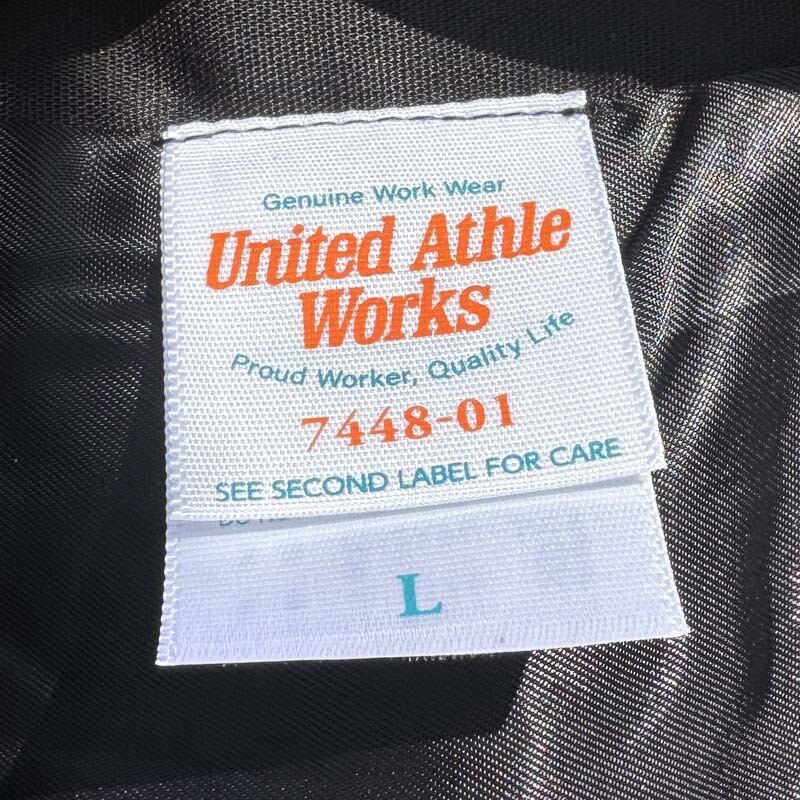 Genuine Work Wear
United Athle
Works
Proud Worker, Quality Life
7448-01
SEE SECOND LABEL FOR CARE
L